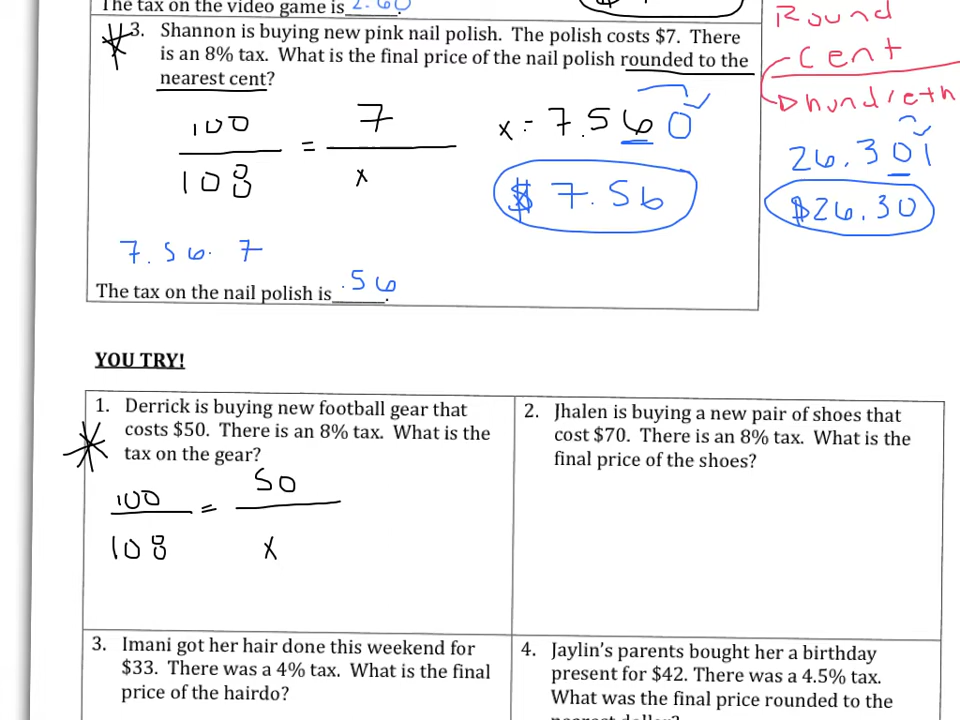 The tax on the video game is 2.60.
3. Shannon is buying new pink nail polish. The polish costs $7. There
is an 8% tax. What is the final price of the nail polish rounded to the
nearest cent?
100 / 108 = 7 / x
x = 7.560
$ 7.56
7.56 - 7
The tax on the nail polish is .56.
Round
cent
hundreth
26.301
$26.30
YOU TRY!
1. Derrick is buying new football gear that
costs $50. There is an 8% tax. What is the
tax on the gear?
100 / 108 = 50 / x
2. Jhalen is buying a new pair of shoes that
cost $70. There is an 8% tax. What is the
final price of the shoes?
3. Imani got her hair done this weekend for
$33. There was a 4% tax. What is the final
price of the hairdo?
4. Jaylin's parents bought her a birthday
present for $42. There was a 4.5% tax.
What was the final price rounded to the
nearest dollar?